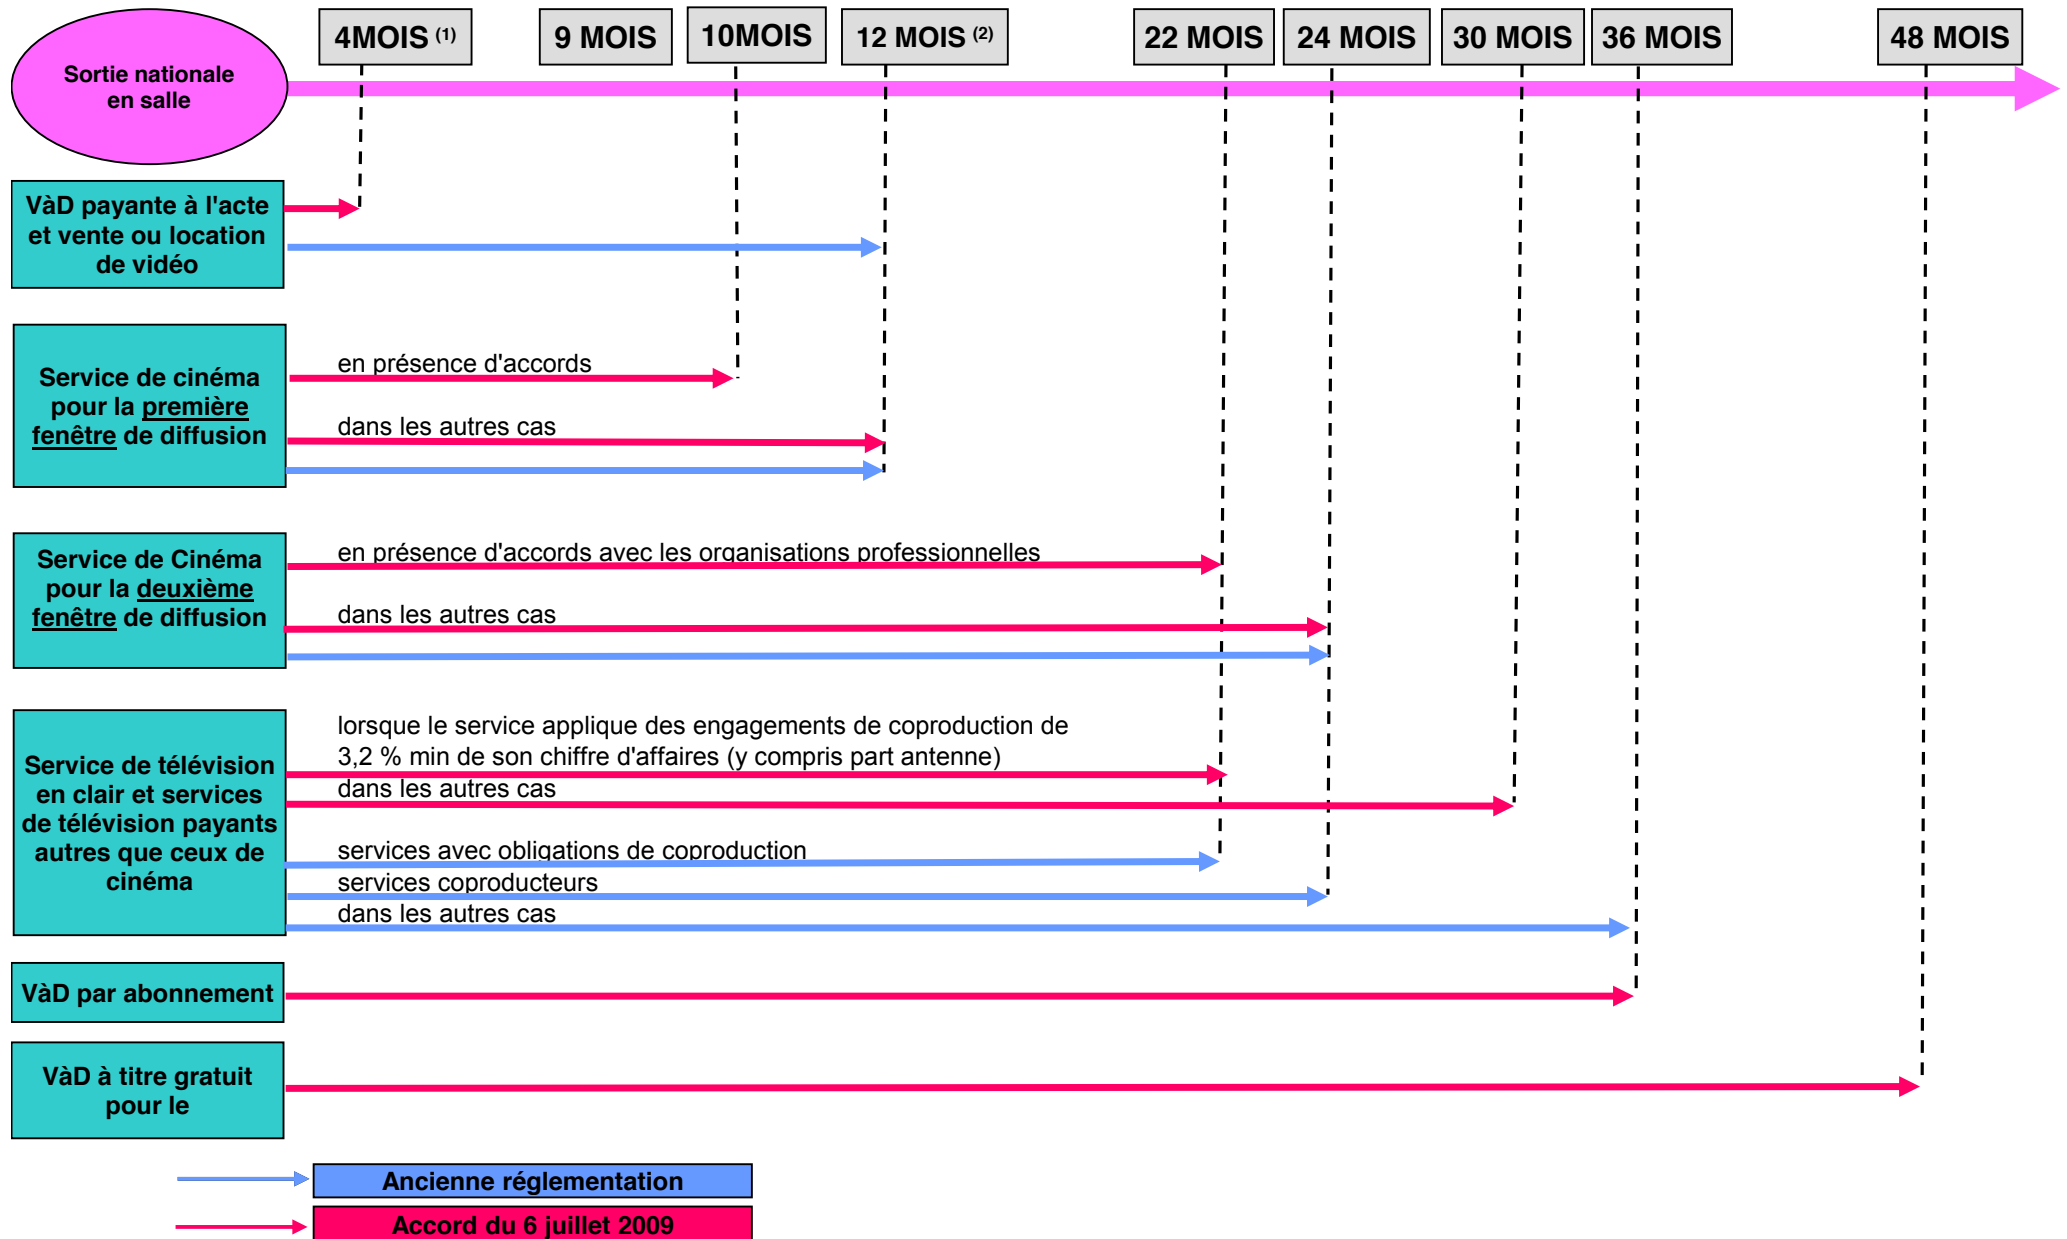 4MOIS (1)
9 MOIS
10MOIS
12 MOIS (2)
22 MOIS
24 MOIS
30 MOIS
36 MOIS
48 MOIS
Sortie nationale
en salle
VàD payante à l'acte
et vente ou location
de vidéo
Service de cinéma
pour la première
fenêtre de diffusion
en présence d'accords
dans les autres cas
Service de Cinéma
pour la deuxième
fenêtre de diffusion
en présence d'accords avec les organisations professionnelles
dans les autres cas
Service de télévision
en clair et services
de télévision payants
autres que ceux de
cinéma
lorsque le service applique des engagements de coproduction de
3,2 % min de son chiffre d'affaires (y compris part antenne)
dans les autres cas
services avec obligations de coproduction
services coproducteurs
dans les autres cas
VàD par abonnement
VàD à titre gratuit
pour le
Ancienne réglementation
Accord du 6 juillet 2009